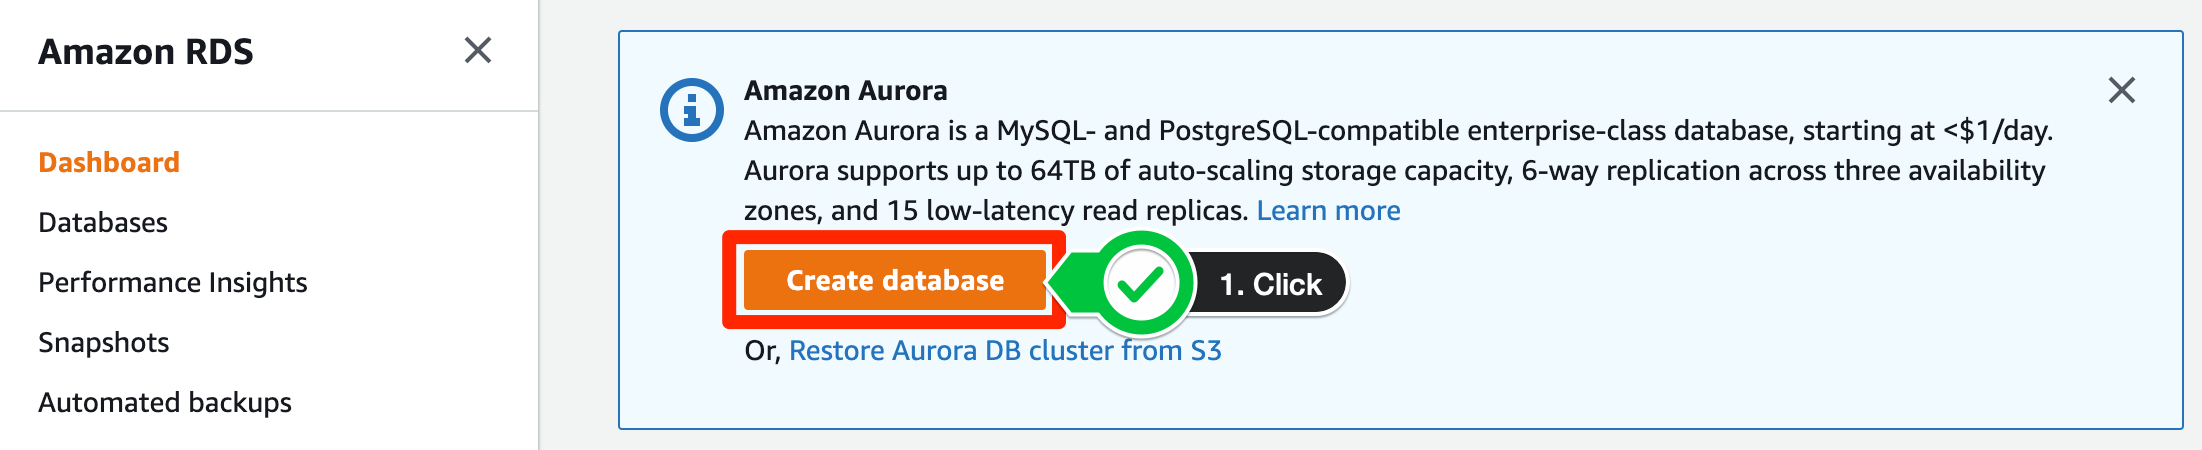 Amazon RDS
Dashboard
Databases
Performance Insights
Snapshots
Automated backups
Amazon Aurora
Amazon Aurora is a MySQL- and PostgreSQL-compatible enterprise-class database, starting at <$1/day.
Aurora supports up to 64TB of auto-scaling storage capacity, 6-way replication across three availability
zones, and 15 low-latency read replicas. Learn more
Create database
1. Click
Or, Restore Aurora DB cluster from S3